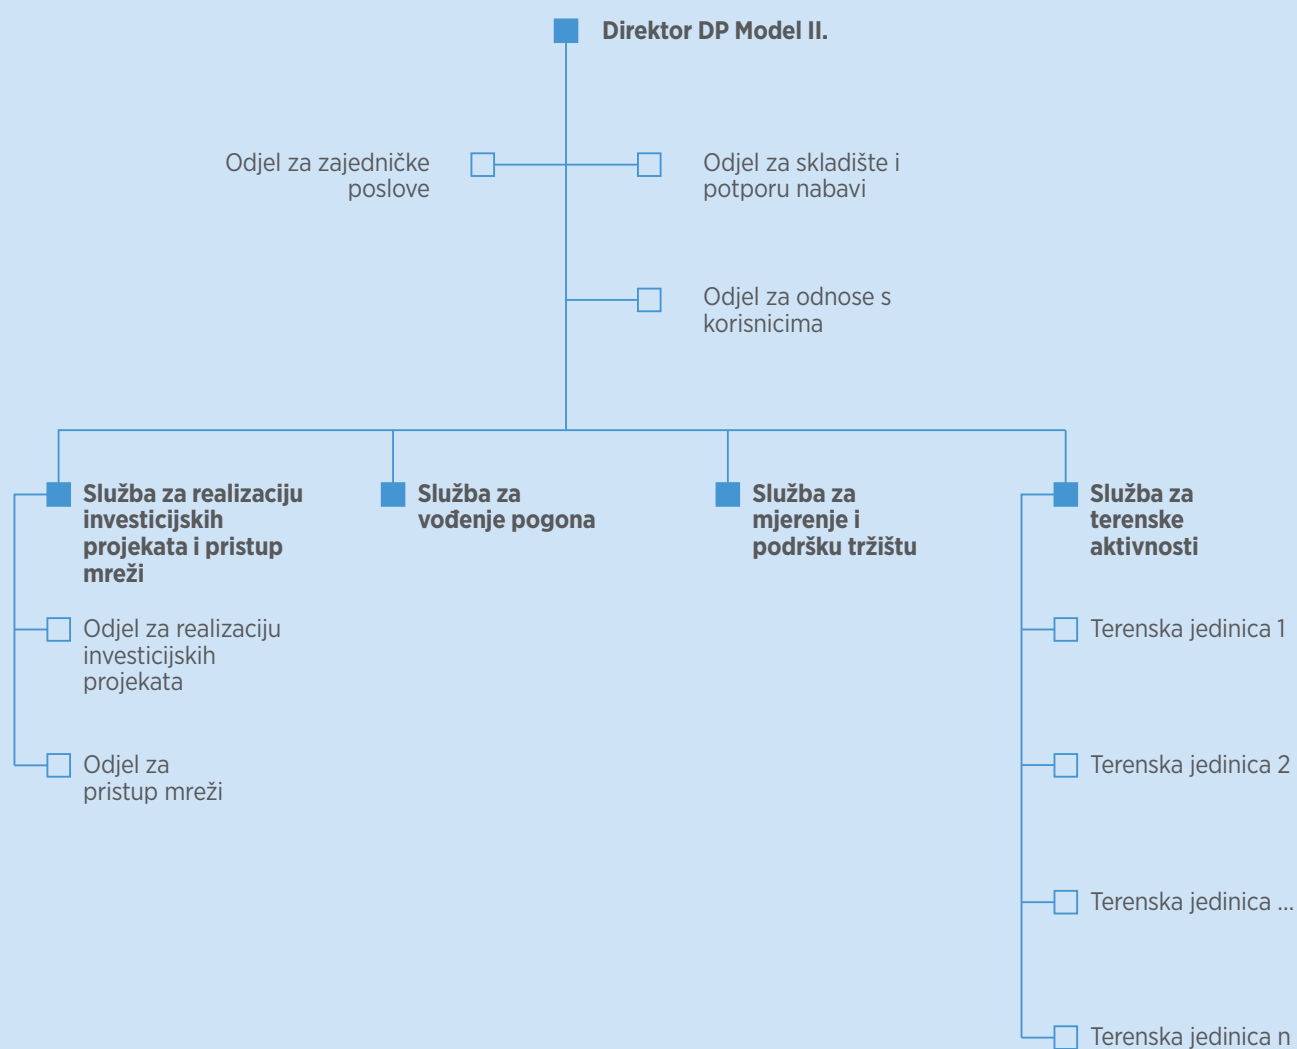 Direktor DP Model II.
Odjel za zajedničke
poslove
Odjel za skladište i
potporu nabavi
Odjel za odnose s
korisnicima
Služba za realizaciju
investicijskih
projekata i pristup
mreži
Odjel za realizaciju
investicijskih
projekata
Odjel za
pristup mreži
Služba za
vođenje pogona
Služba za
mjerenje i
podršku tržištu
Služba za
terenske
aktivnosti
Terenska jedinica 1
Terenska jedinica 2
Terenska jedinica ...
Terenska jedinica n